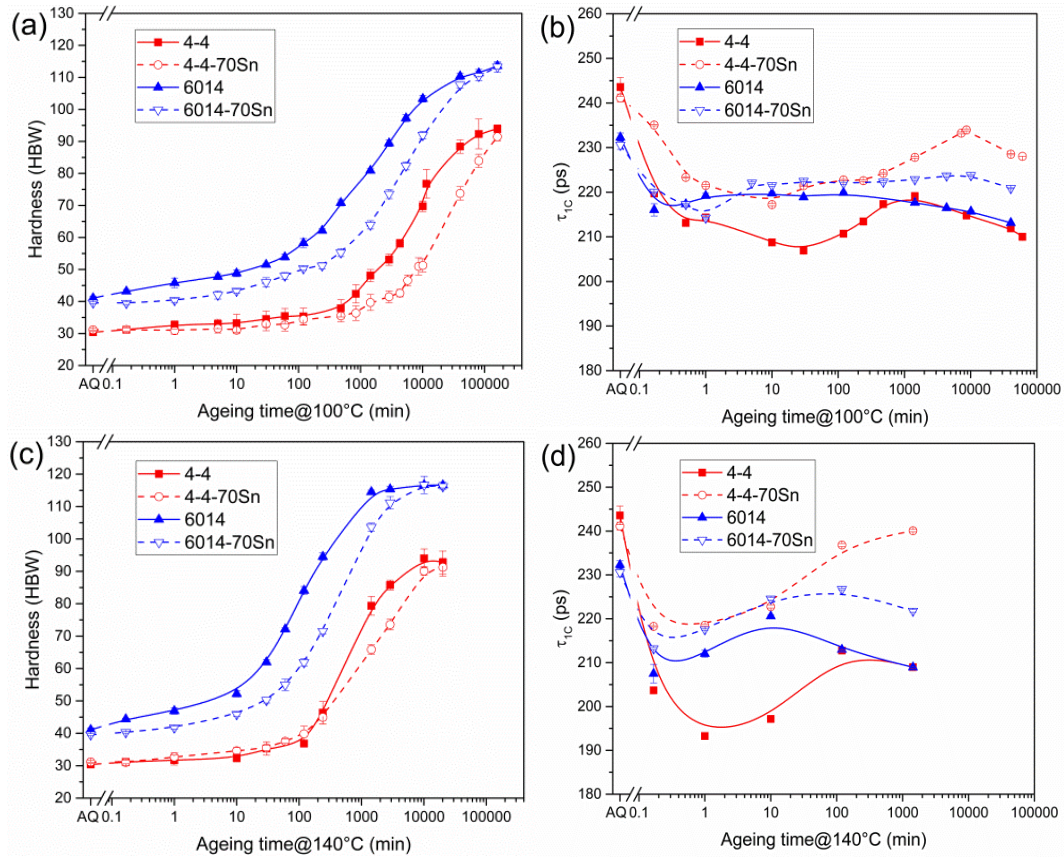 (a)
130
120
110
100
90
80
70
60
50
40
30
20
Hardness (HBW)
4-4
4-4-70Sn
6014
6014-70Sn
AQ 0.1 1 10 100 1000 10000 100000
Ageing time@100°C (min)
(b)
260
250
240
230
220
210
200
190
180
τ1C (ps)
4-4
4-4-70Sn
6014
6014-70Sn
AQ 0.1 1 10 100 1000 10000 100000
Ageing time@100°C (min)
(c)
130
120
110
100
90
80
70
60
50
40
30
20
Hardness (HBW)
4-4
4-4-70Sn
6014
6014-70Sn
AQ 0.1 1 10 100 1000 10000 100000
Ageing time@140°C (min)
(d)
260
250
240
230
220
210
200
190
180
τ1C (ps)
4-4
4-4-70Sn
6014
6014-70Sn
AQ 0.1 1 10 100 1000 10000 100000
Ageing time@140°C (min)